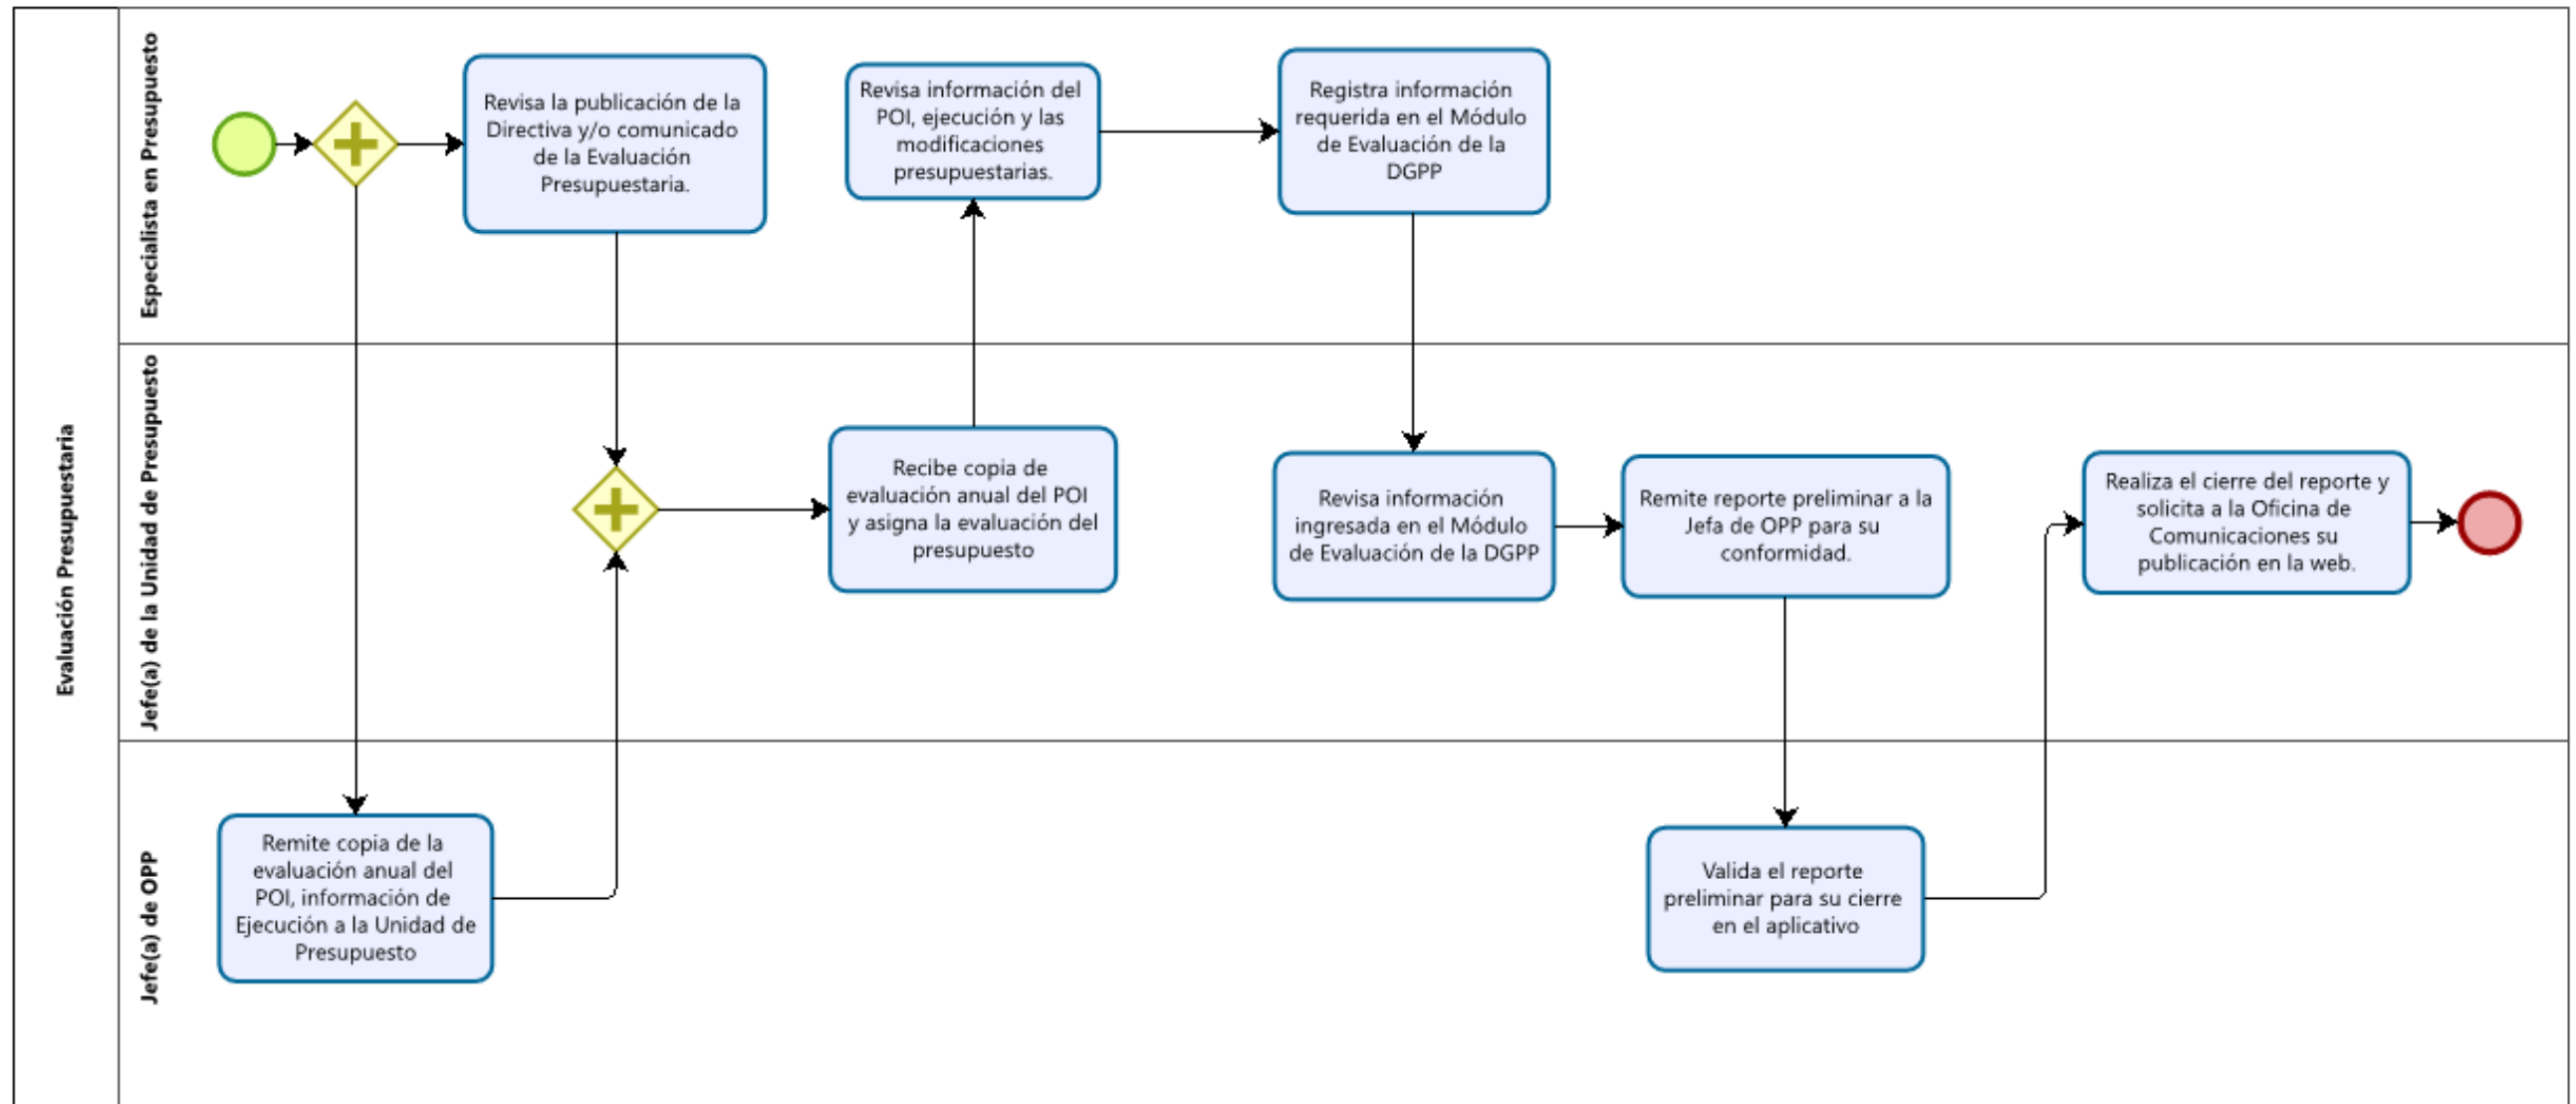 Evaluación Presupuestaria
Especialista en Presupuesto
Revisa la publicación de la
Directiva y/o comunicado
de la Evaluación
Presupuestaria.
Revisa información del
POI, ejecución y las
modificaciones
presupuestarias.
Registra información
requerida en el Módulo
de Evaluación de la
DGPP
Jefe(a) de la Unidad de Presupuesto
Recibe copia de
evaluación anual del POI
y asigna la evaluación del
presupuesto
Revisa información
ingresada en el Módulo
de Evaluación de la DGPP
Remite reporte preliminar a la
Jefa de OPP para su
conformidad.
Realiza el cierre del reporte y
solicita a la Oficina de
Comunicaciones su
publicación en la web.
Jefe(a) de OPP
Remite copia de la
evaluación anual del
POI, información de
Ejecución a la Unidad de
Presupuesto
Valida el reporte
preliminar para su cierre
en el aplicativo